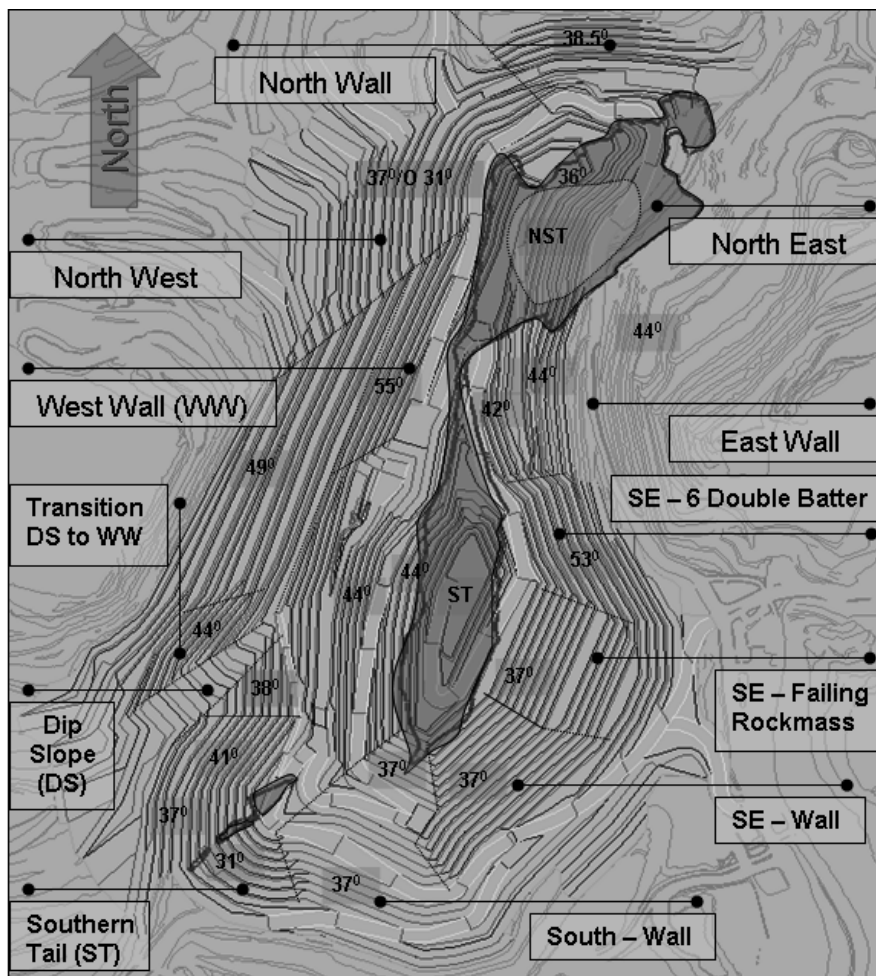 38.5⁰
North Wall
North
37⁰/O 31⁰
36⁰
NST
North East
North West
44⁰
55⁰
44⁰
42⁰
West Wall (WW)
East Wall
49⁰
SE – 6 Double Batter
Transition
DS to WW
53⁰
44⁰
44⁰
ST
44⁰
37⁰
38⁰
SE – Failing
Rockmass
Dip
Slope
(DS)
41⁰
37⁰
37⁰
37⁰
SE – Wall
31⁰
37⁰
Southern
Tail (ST)
South – Wall